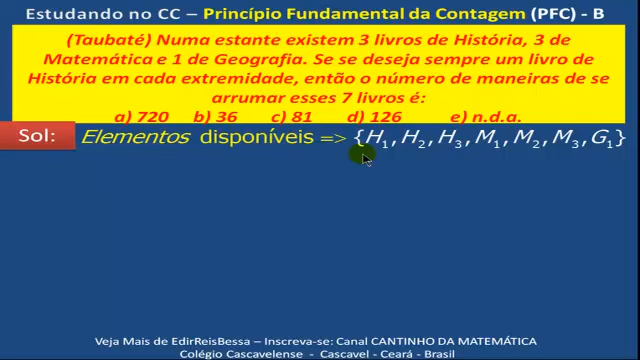 Estudando no CC – Princípio Fundamental da Contagem (PFC) - B
(Taubaté) Numa estante existem 3 livros de História, 3 de
Matemática e 1 de Geografia. Se se deseja sempre um livro de
História em cada extremidade, então o número de maneiras de se
arrumar esses 7 livros é:
a) 720 b) 36 c) 81 d) 126 e) n.d.a.
Sol: Elementos disponíveis => {H₁, H₂, H₃, M₁, M₂, M₃, G₁}
Veja Mais de EdirReisBessa – Inscreva-se: Canal CANTINHO DA MATEMÁTICA
Colégio Cascavelense - Cascavel - Ceará - Brasil